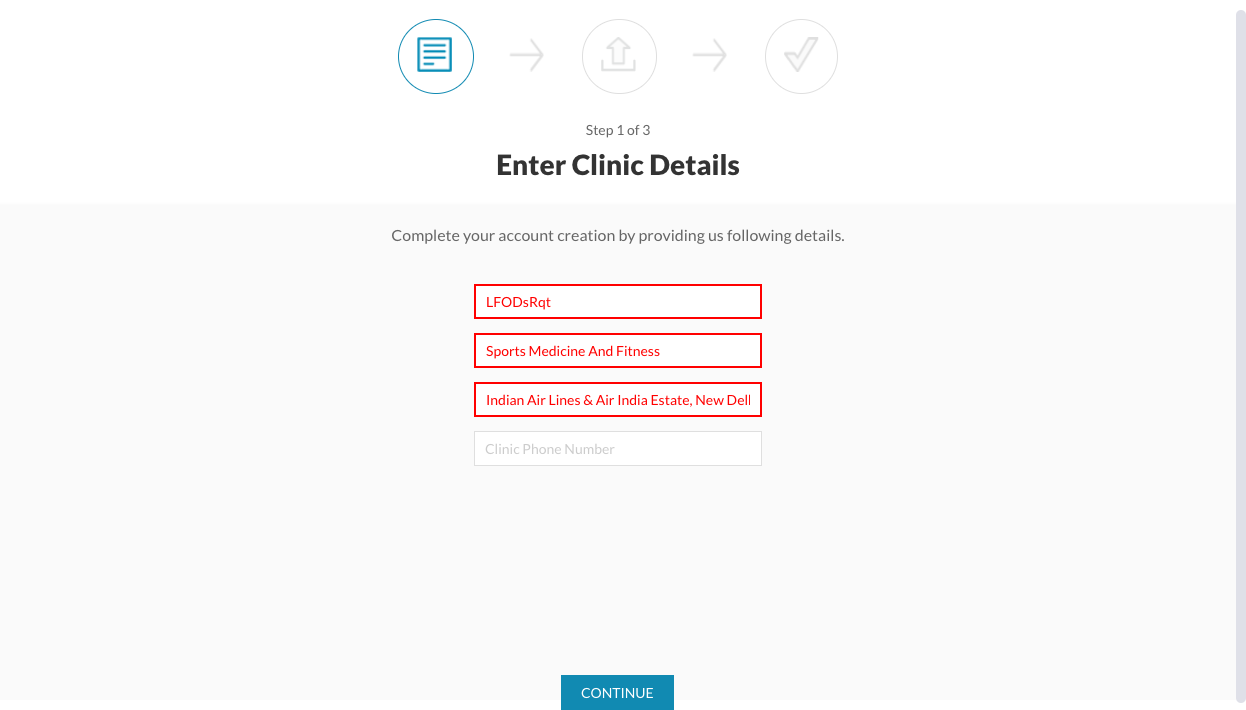 Step 1 of 3
Enter Clinic Details
Complete your account creation by providing us following details.
LFODsRqt
Sports Medicine And Fitness
Indian Air Lines & Air India Estate, New Del
Clinic Phone Number
CONTINUE